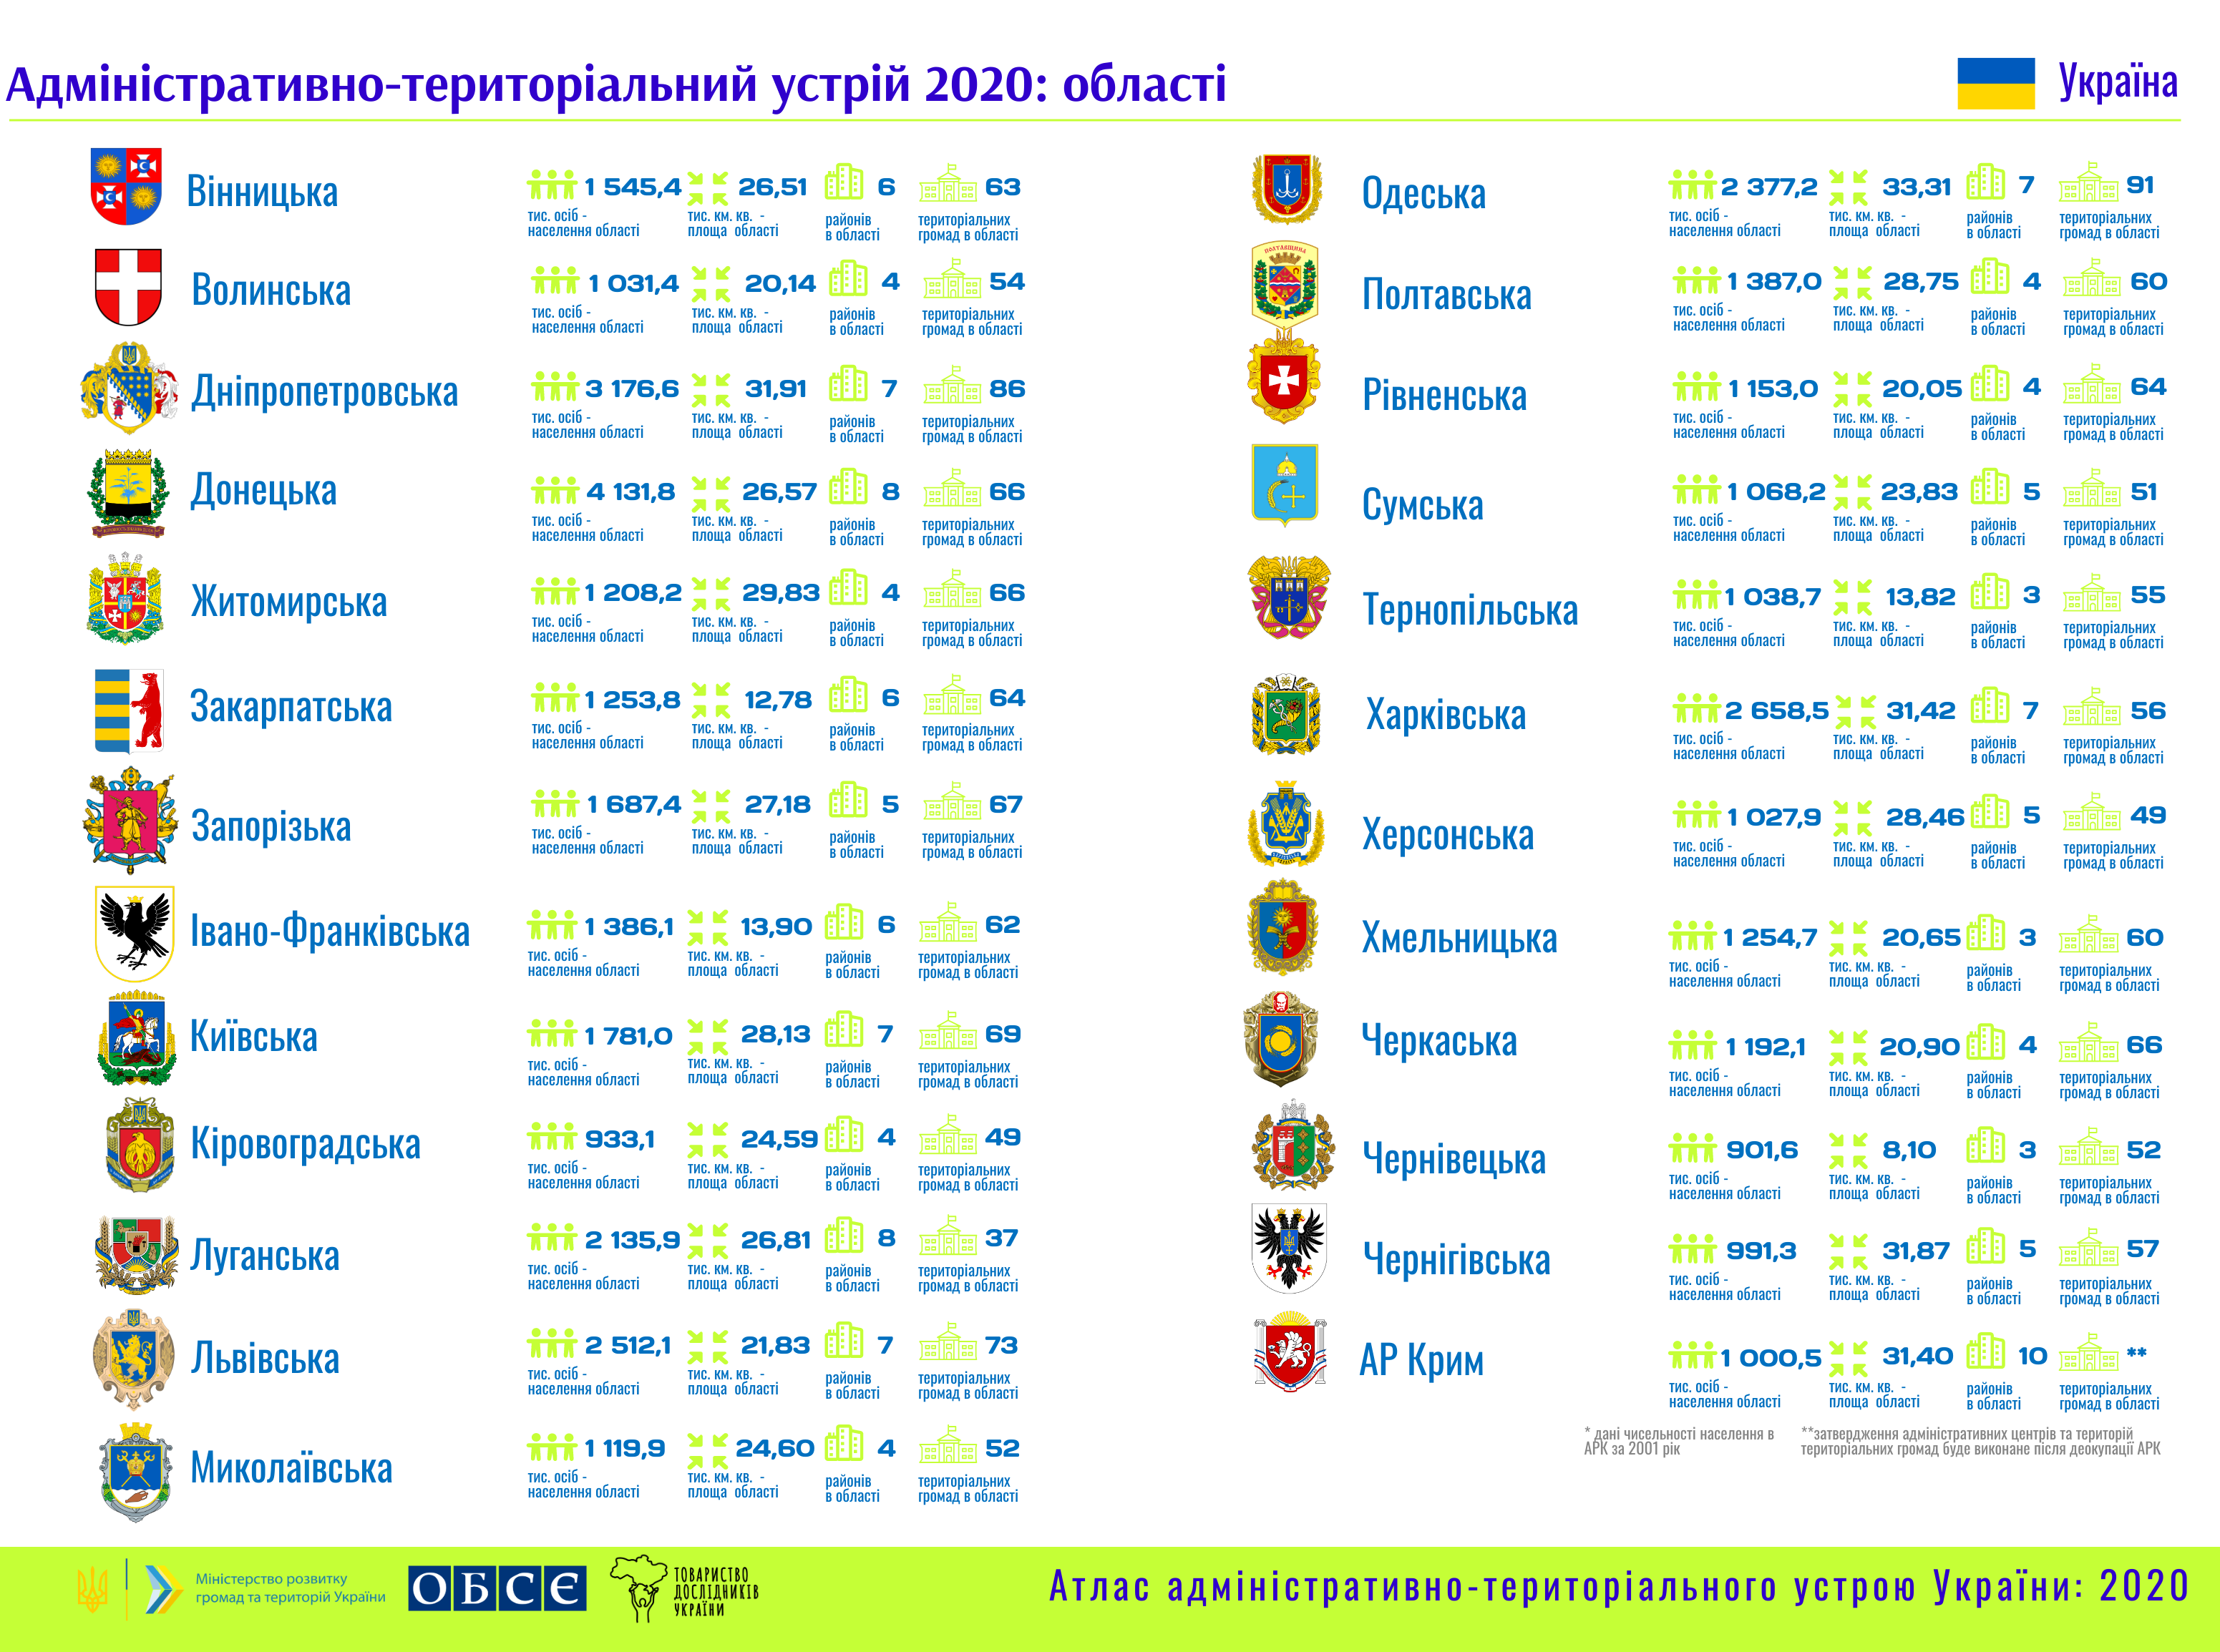 Адміністративно-територіальний устрій 2020: області
Україна
Вінницька
1 545,4
тис. осіб -
населення області
26,51
тис. км. кв. -
площа області
6
районів
в області
63
територіальних
громад в області
Волинська
1 031,4
тис. осіб -
населення області
20,14
тис. км. кв. -
площа області
4
районів
в області
54
територіальних
громад в області
Дніпропетровська
3 176,6
тис. осіб -
населення області
31,91
тис. км. кв. -
площа області
7
районів
в області
86
територіальних
громад в області
Донецька
4 131,8
тис. осіб -
населення області
26,57
тис. км. кв. -
площа області
8
районів
в області
66
територіальних
громад в області
Житомирська
1 208,2
тис. осіб -
населення області
29,83
тис. км. кв. -
площа області
4
районів
в області
66
територіальних
громад в області
Закарпатська
1 253,8
тис. осіб -
населення області
12,78
тис. км. кв. -
площа області
6
районів
в області
64
територіальних
громад в області
Запорізька
1 687,4
тис. осіб -
населення області
27,18
тис. км. кв. -
площа області
5
районів
в області
67
територіальних
громад в області
Івано-Франківська
1 386,1
тис. осіб -
населення області
13,90
тис. км. кв. -
площа області
6
районів
в області
62
територіальних
громад в області
Київська
1 781,0
тис. осіб -
населення області
28,13
тис. км. кв. -
площа області
7
районів
в області
69
територіальних
громад в області
Кіровоградська
933,1
тис. осіб -
населення області
24,59
тис. км. кв. -
площа області
4
районів
в області
49
територіальних
громад в області
Луганська
2 135,9
тис. осіб -
населення області
26,81
тис. км. кв. -
площа області
8
районів
в області
37
територіальних
громад в області
Львівська
2 512,1
тис. осіб -
населення області
21,83
тис. км. кв. -
площа області
7
районів
в області
73
територіальних
громад в області
Миколаївська
1 119,9
тис. осіб -
населення області
24,60
тис. км. кв. -
площа області
4
районів
в області
52
територіальних
громад в області
Одеська
2 377,2
тис. осіб -
населення області
33,31
тис. км. кв. -
площа області
7
районів
в області
91
територіальних
громад в області
ПОЛТАВЩИНА
Полтавська
1 387,0
тис. осіб -
населення області
28,75
тис. км. кв. -
площа області
4
районів
в області
60
територіальних
громад в області
Рівненська
1 153,0
тис. осіб -
населення області
20,05
тис. км. кв. -
площа області
4
районів
в області
64
територіальних
громад в області
Сумська
1 068,2
тис. осіб -
населення області
23,83
тис. км. кв. -
площа області
5
районів
в області
51
територіальних
громад в області
Тернопільська
1 038,7
тис. осіб -
населення області
13,82
тис. км. кв. -
площа області
3
районів
в області
55
територіальних
громад в області
Харківська
2 658,5
тис. осіб -
населення області
31,42
тис. км. кв. -
площа області
7
районів
в області
56
територіальних
громад в області
Херсонська
1 027,9
тис. осіб -
населення області
28,46
тис. км. кв. -
площа області
5
районів
в області
49
територіальних
громад в області
Хмельницька
1 254,7
тис. осіб -
населення області
20,65
тис. км. кв. -
площа області
3
районів
в області
60
територіальних
громад в області
Черкаська
1 192,1
тис. осіб -
населення області
20,90
тис. км. кв. -
площа області
4
районів
в області
66
територіальних
громад в області
Чернівецька
901,6
тис. осіб -
населення області
8,10
тис. км. кв. -
площа області
3
районів
в області
52
територіальних
громад в області
Чернігівська
991,3
тис. осіб -
населення області
31,87
тис. км. кв. -
площа області
5
районів
в області
57
територіальних
громад в області
АР Крим
1 000,5
тис. осіб -
населення області
31,40
тис. км. кв. -
площа області
10
районів
в області
**
територіальних
громад в області
* дані чисельності населення в
АРК за 2001 рік
**затвердження адміністративних центрів та територій
територіальних громад буде виконане після деокупації АРК
Міністерство розвитку
громад та територій України
ОБСЄ
ТОВАРИСТВО
ДОСЛІДНИКІВ
УКРАЇНИ
Атлас адміністративно-територіального устрою України: 2020